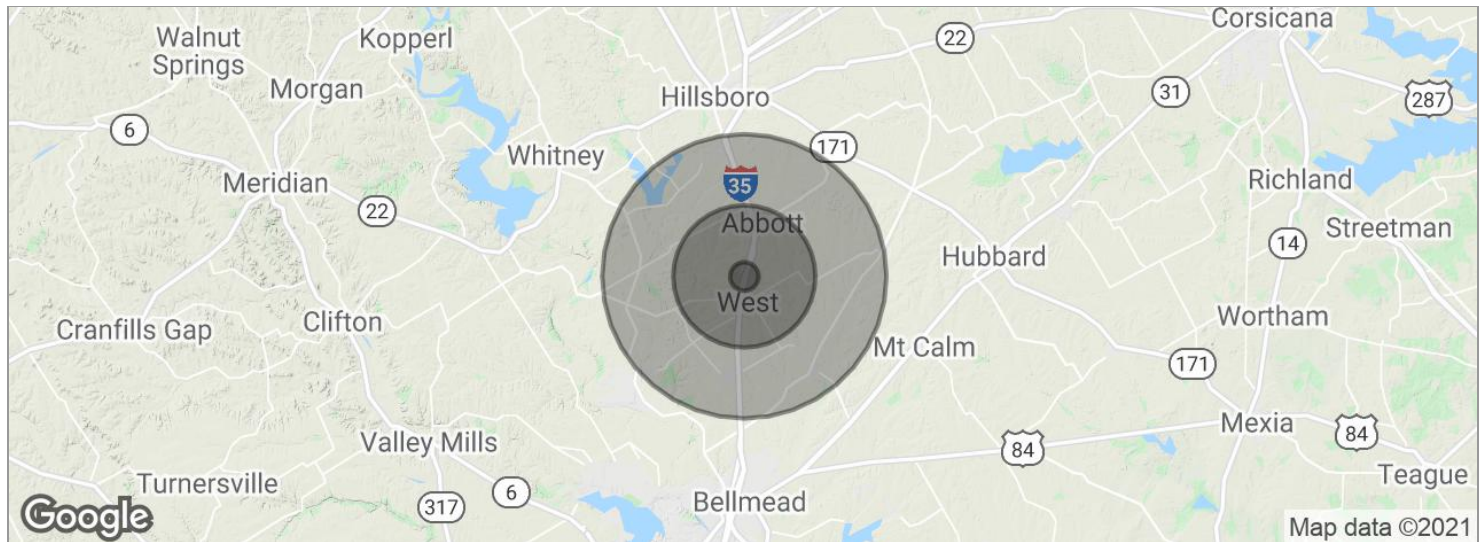 Walnut
Springs
Kopperl
Corsicana
22
Morgan
Hillsboro
31
287
6
Whitney
171
Meridian
35
Richland
22
Abbott
Streetman
14
Hubbard
West
Cranfills Gap
Clifton
Wortham
Mt Calm
171
Valley Mills
84
Mexia
84
Turnersville
6
Teague
317
Bellmead
Google
Map data ©2021